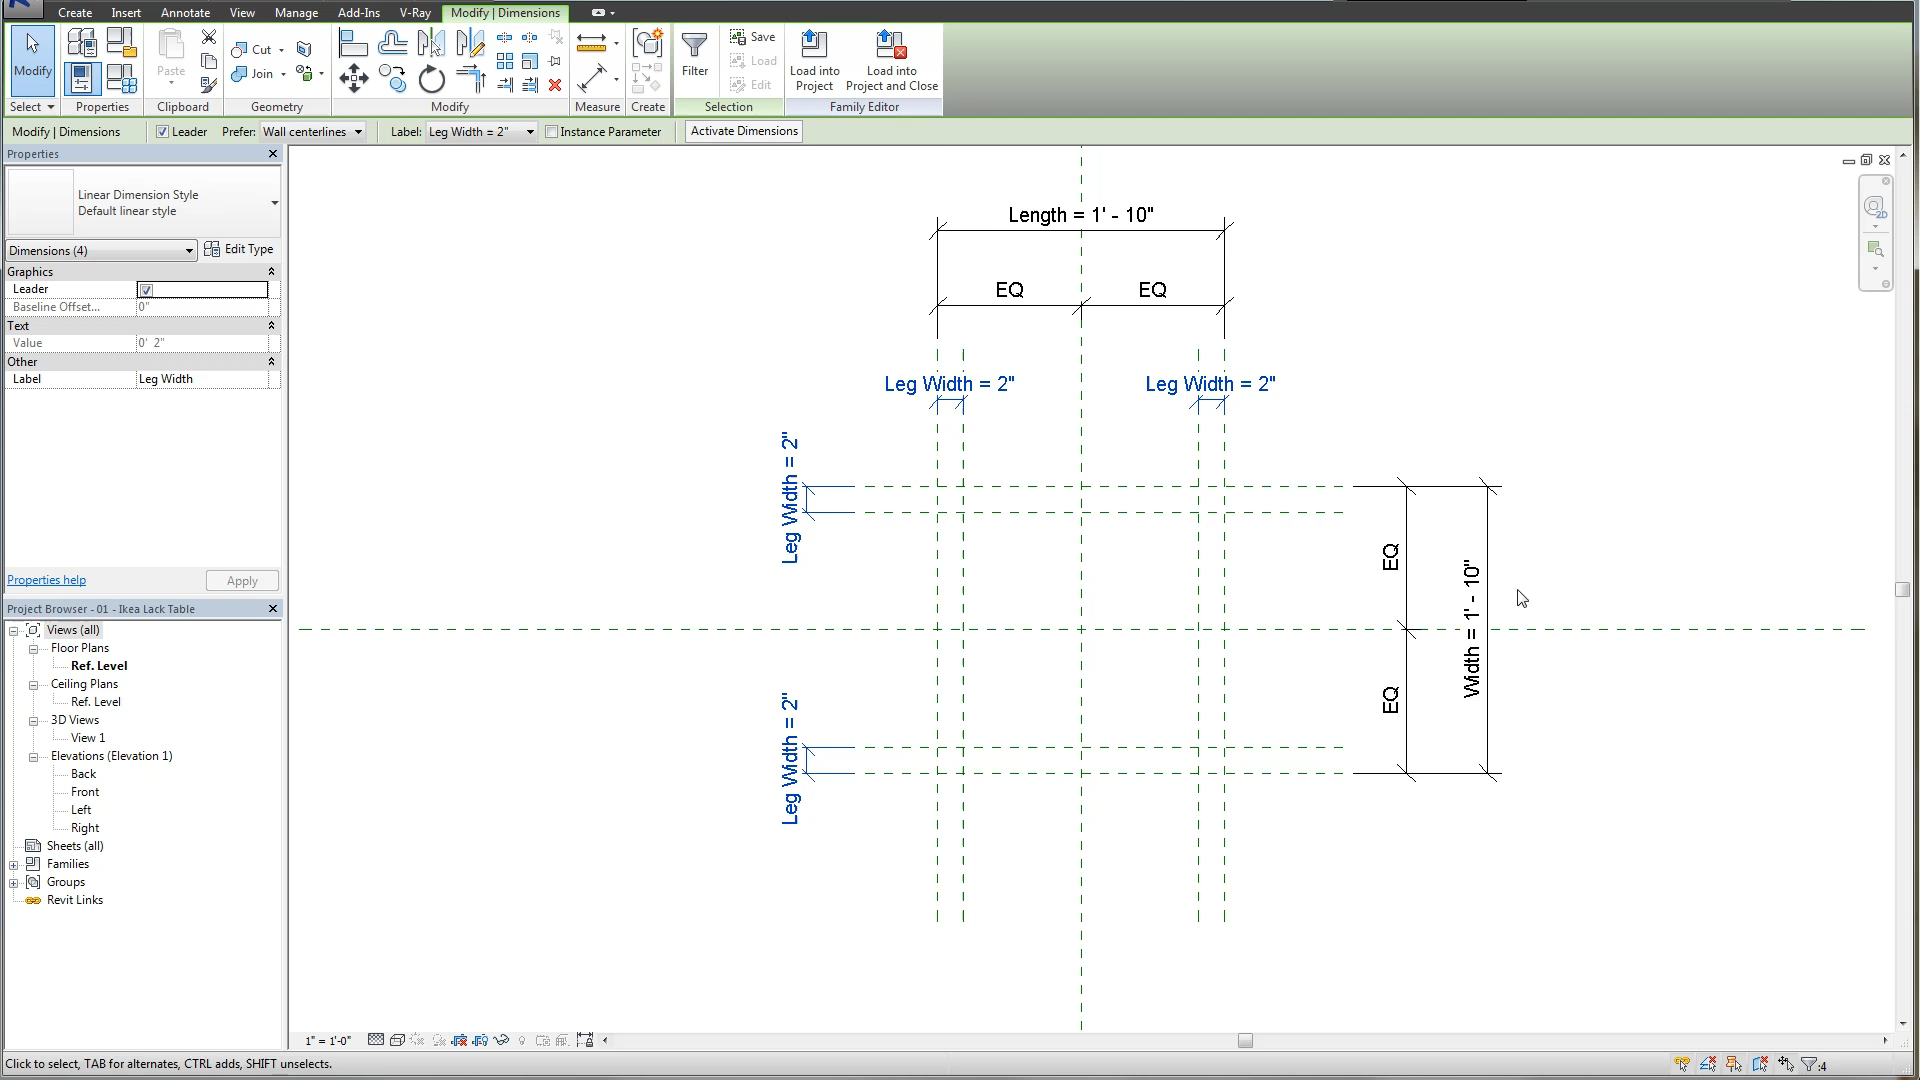 Create Insert Annotate View Manage Add-Ins V-Ray Modify | Dimensions
Modify
Select
Properties
Paste
Clipboard
Cut
Join
Geometry
Modify
Measure
Create
Filter
Save
Load
Edit
Selection
Load into
Project
Load into
Project and Close
Family Editor
Modify | Dimensions Leader Prefer: Wall centerlines Label: Leg Width = 2" Instance Parameter Activate Dimensions
Properties
Linear Dimension Style
Default linear style
Dimensions (4) Edit Type
Graphics
Leader
Baseline Offset... 0"
Text
Value 0' 2"
Other
Label Leg Width
Properties help Apply
Project Browser - 01 - Ikea Lack Table
Views (all)
Floor Plans
Ref. Level
Ceiling Plans
Ref. Level
3D Views
View 1
Elevations (Elevation 1)
Back
Front
Left
Right
Sheets (all)
Families
Groups
Revit Links
2D
Length = 1' - 10"
EQ EQ
Leg Width = 2" Leg Width = 2"
Leg Width = 2"
Leg Width = 2"
EQ
EQ
Width = 1' - 10"
1" = 1'-0"
Click to select, TAB for alternates, CTRL adds, SHIFT unselects.
:4